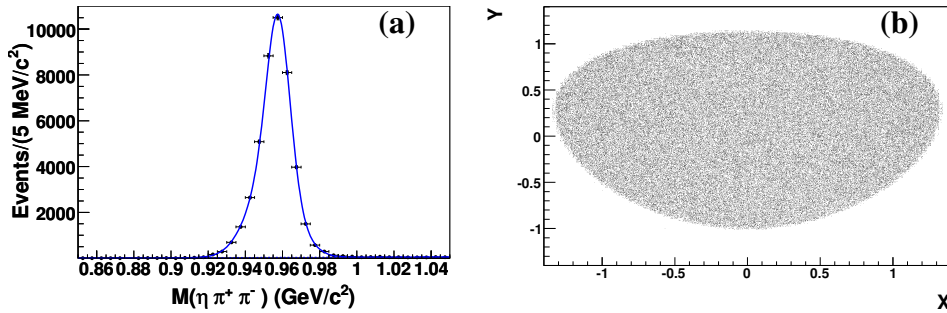 (a)
Events/(5 MeV/c²)
10000
8000
6000
4000
2000
0.86 0.88 0.9 0.92 0.94 0.96 0.98 1 1.02 1.04
M(η π⁺ π⁻) (GeV/c²)
(b)
Y
1
0.5
0
-0.5
-1
-1 -0.5 0 0.5 1
X